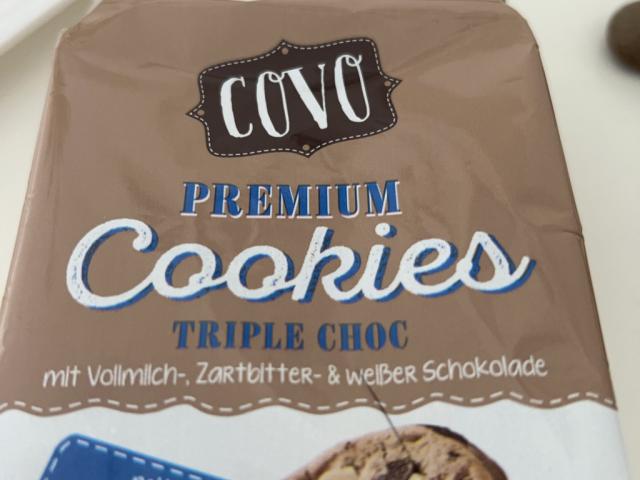 COVO
PREMIUM
Cookies
TRIPLE CHOC
mit Vollmilch-, Zartbitter- & weißer Schokolade